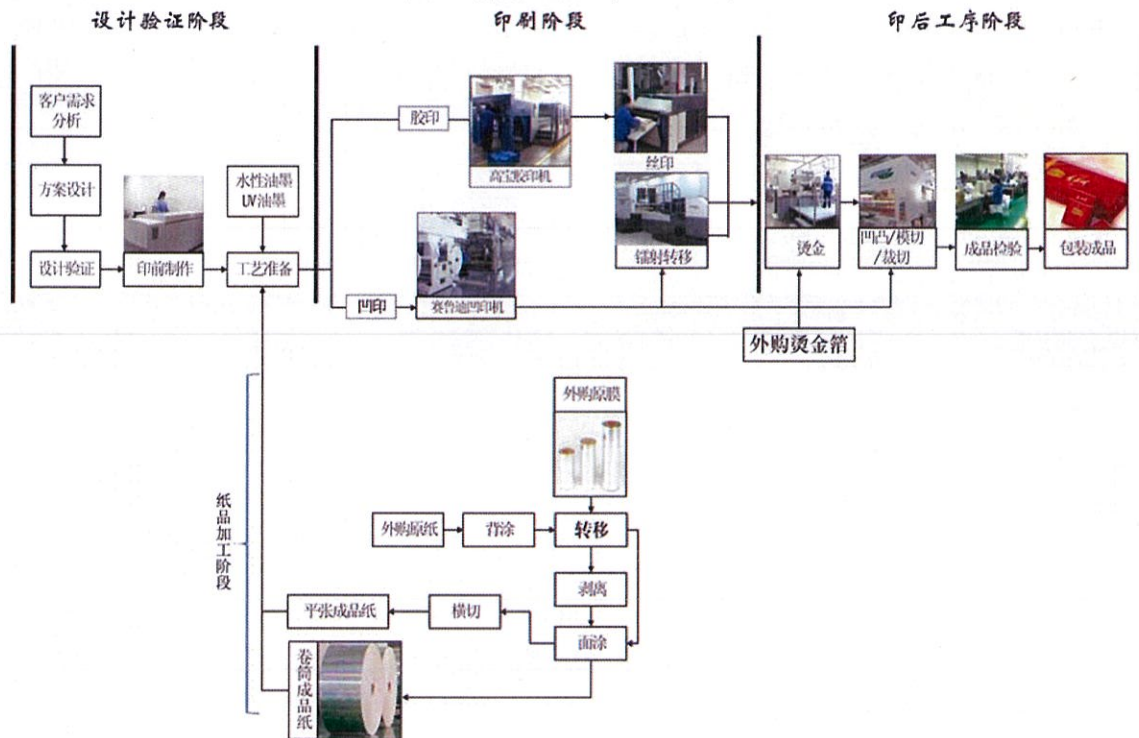 设计验证阶段
印刷阶段
印后工序阶段
客户需求
分析
方案设计
设计验证
印前制作
水性油墨
UV油墨
工艺准备
胶印
高宝胶印机
丝印
镭射转移
凹印
赛鲁迪凹印机
烫金
凹凸/模切
/裁切
成品检验
包装成品
外购烫金箔
纸品加工阶段
外购原膜
外购原纸
背涂
转移
剥离
面涂
横切
平张成品纸
卷筒成品纸